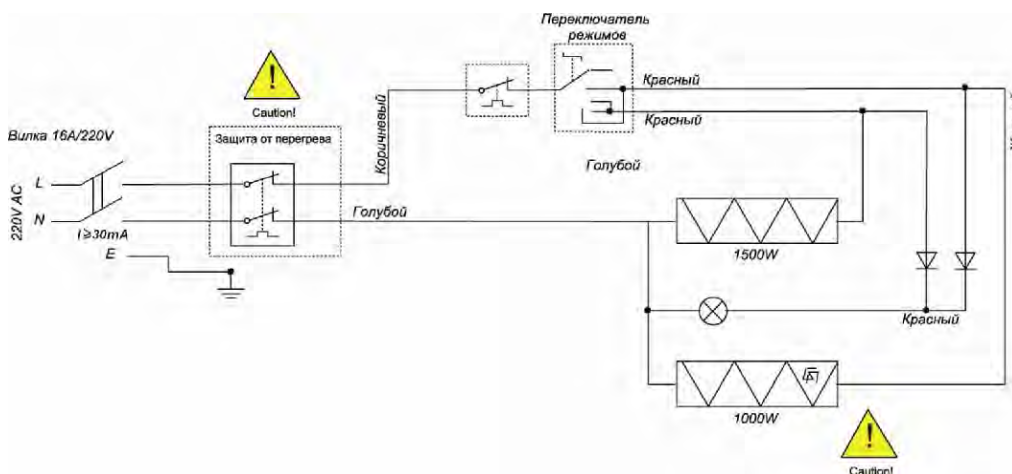 Переключатель
режимов
Caution!
Красный
Красный
Вилка 16A/220V
Защита от перегрева
Коричневый
Голубой
220V AC
L
N
I≥30mA
E
Голубой
1500W
Красный
1000W
Caution!